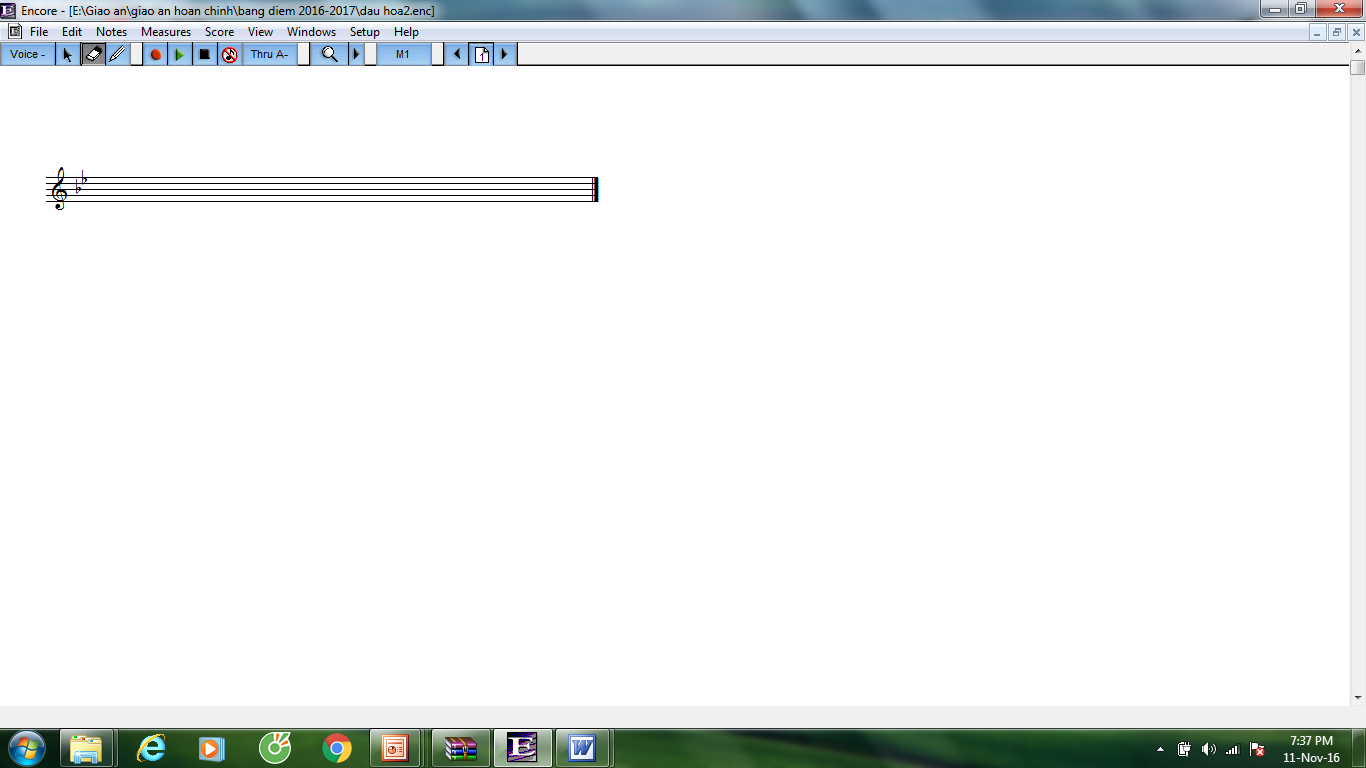 Encore - [E:\Giao an\giao an hoan chinh\bang diem 2016-2017\dau hoa2.enc]
File Edit Notes Measures Score View Windows Setup Help
Voice - Thru A- M1 1
7:37 PM
11-Nov-16